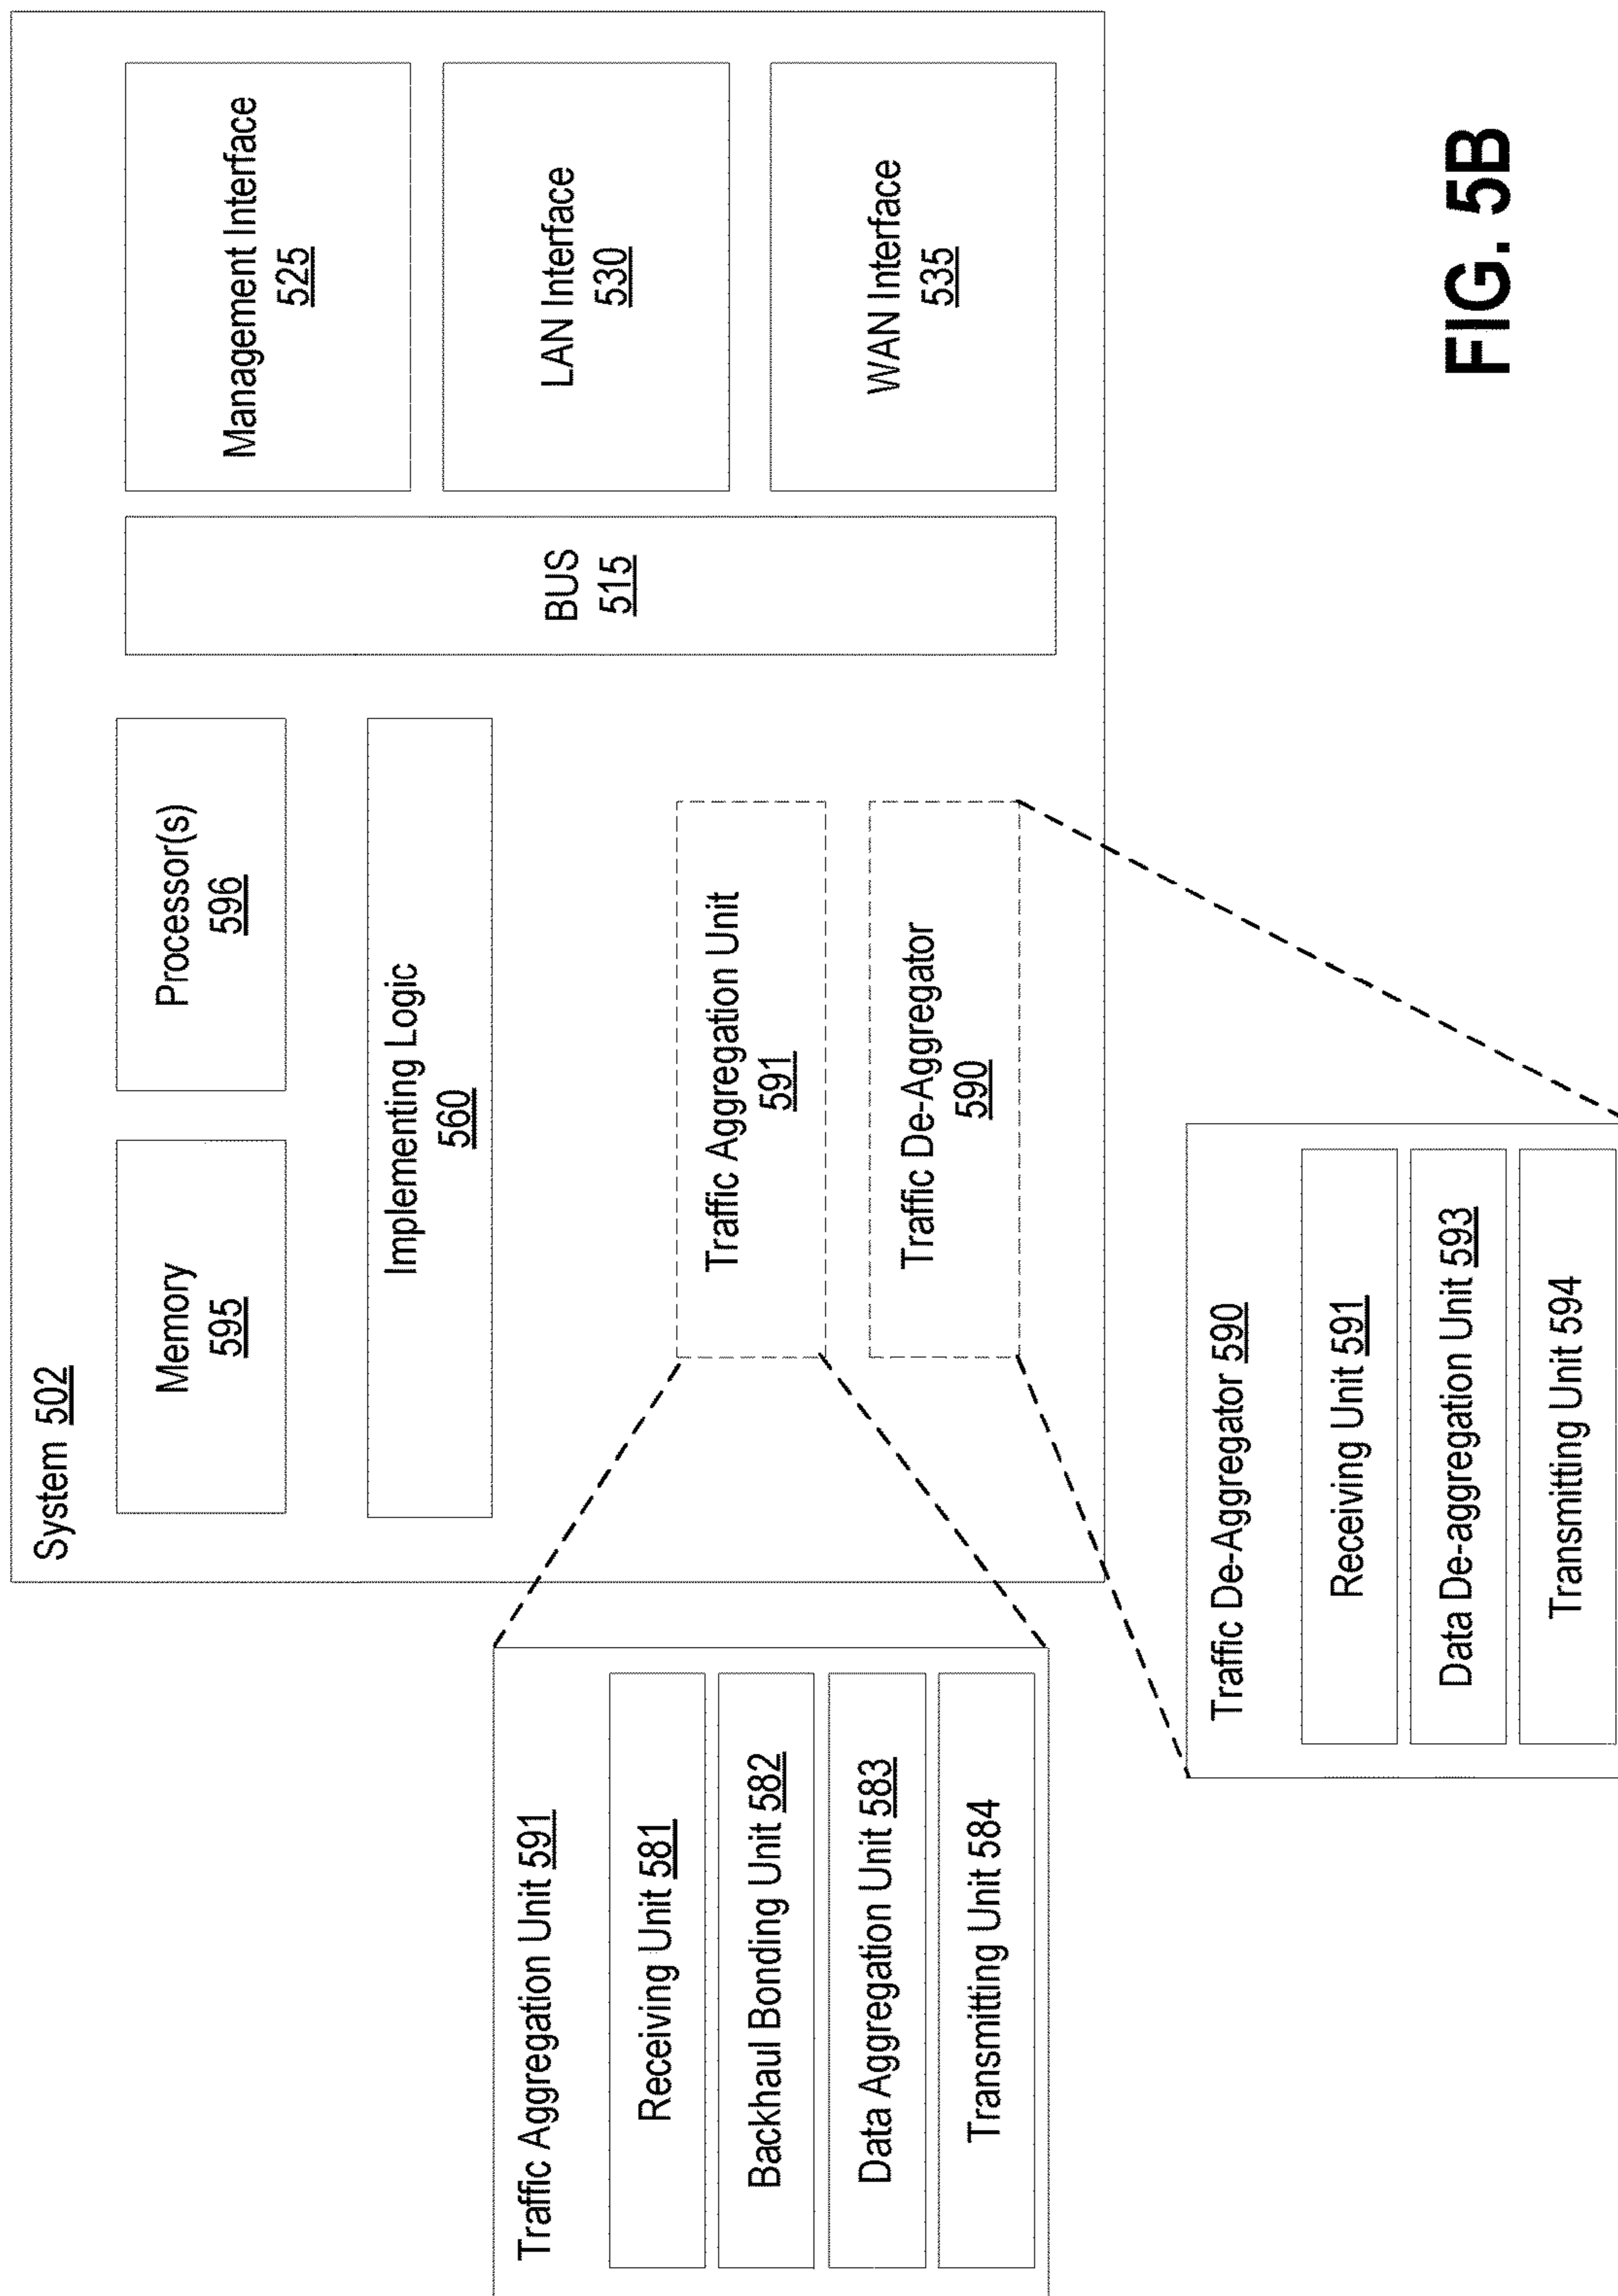 System 502
Memory
595
Processor(s)
596
Implementing Logic
560
Traffic Aggregation Unit
591
Traffic De-Aggregator
590
BUS
515
Management Interface
525
LAN Interface
530
WAN Interface
535
Traffic Aggregation Unit 591
Receiving Unit 581
Backhaul Bonding Unit 582
Data Aggregation Unit 583
Transmitting Unit 584
Traffic De-Aggregator 590
Receiving Unit 591
Data De-aggregation Unit 593
Transmitting Unit 594
FIG. 5B